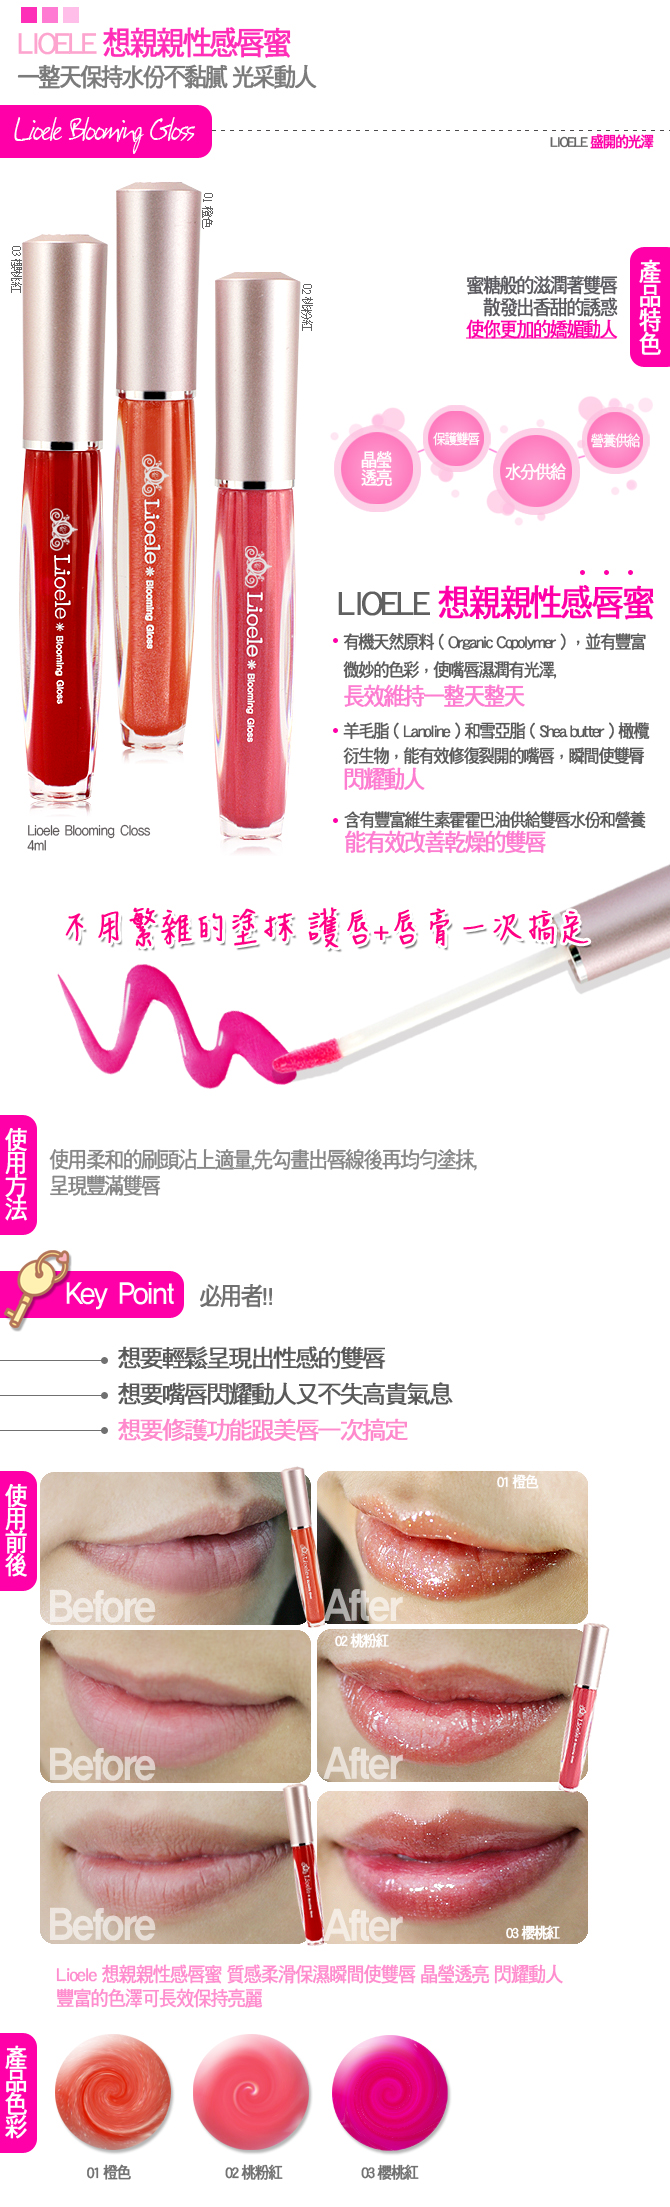 LIOELE 想親親性感唇蜜
一整天保持水份不黏膩 光采動人
Lioele Blooming Gloss
LIOELE 盛開的光澤
01 橙色
03 櫻桃紅
02 桃粉紅
產品特色
蜜糖般的滋潤著雙唇
散發出香甜的誘惑
使你更加的嬌媚動人
晶瑩
透亮
保護雙唇
水分供給
營養供給
Lioele * Blooming Gloss
Lioele * Blooming Gloss
Lioele * Blooming Gloss
LIOELE 想親親性感唇蜜
• 有機天然原料 ( Organic Copolymer ) ，並有豐富
微妙的色彩，使嘴唇濕潤有光澤,
長效維持一整天整天
• 羊毛脂 ( Lanoline ) 和雪亞脂 ( Shea butter ) 橄欖
衍生物，能有效修復裂開的嘴唇，瞬間使雙唇
閃耀動人
• 含有豐富維生素霍霍巴油供給雙唇水份和營養
能有效改善乾燥的雙唇
Lioele Blooming Closs
4ml
不用繁雜的塗抹 護唇+唇膏一次搞定
使用方法
使用柔和的刷頭沾上適量,先勾畫出唇線後再均勻塗抹,
呈現豐滿雙唇
Key Point 必用者!!
想要輕鬆呈現出性感的雙唇
想要嘴唇閃耀動人又不失高貴氣息
想要修護功能跟美唇一次搞定
使用前後
01 橙色
Before
After
02 桃粉紅
Before
After
Before
After
03 櫻桃紅
Lioele 想親親性感唇蜜 質感柔滑保濕瞬間使雙唇 晶瑩透亮 閃耀動人
豐富的色澤可長效保持亮麗
產品色彩
01 橙色
02 桃粉紅
03 櫻桃紅